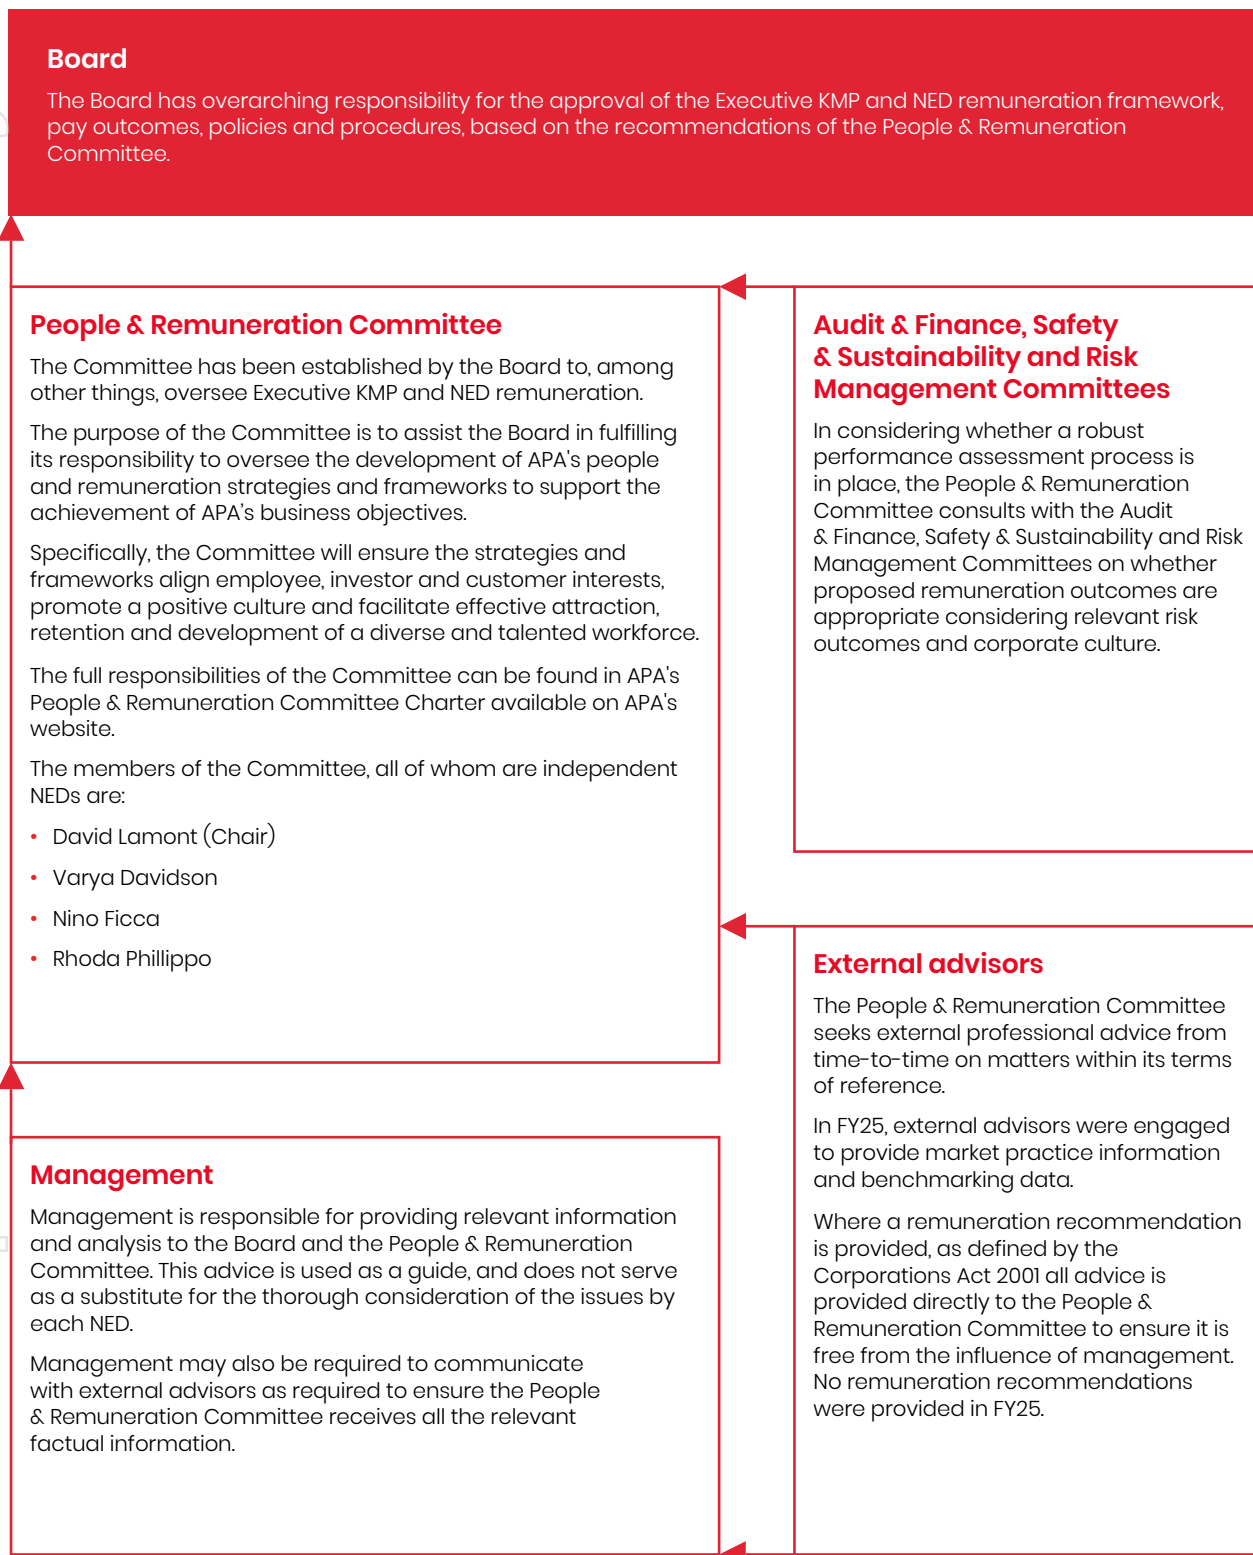 Board
The Board has overarching responsibility for the approval of the Executive KMP and NED remuneration framework,
pay outcomes, policies and procedures, based on the recommendations of the People & Remuneration
Committee.
People & Remuneration Committee
The Committee has been established by the Board to, among
other things, oversee Executive KMP and NED remuneration.
The purpose of the Committee is to assist the Board in fulfilling
its responsibility to oversee the development of APA's people
and remuneration strategies and frameworks to support the
achievement of APA’s business objectives.
Specifically, the Committee will ensure the strategies and
frameworks align employee, investor and customer interests,
promote a positive culture and facilitate effective attraction,
retention and development of a diverse and talented workforce.
The full responsibilities of the Committee can be found in APA's
People & Remuneration Committee Charter available on APA's
website.
The members of the Committee, all of whom are independent
NEDs are:
• David Lamont (Chair)
• Varya Davidson
• Nino Ficca
• Rhoda Phillippo
Audit & Finance, Safety
& Sustainability and Risk
Management Committees
In considering whether a robust
performance assessment process is
in place, the People & Remuneration
Committee consults with the Audit
& Finance, Safety & Sustainability and Risk
Management Committees on whether
proposed remuneration outcomes are
appropriate considering relevant risk
outcomes and corporate culture.
Management
Management is responsible for providing relevant information
and analysis to the Board and the People & Remuneration
Committee. This advice is used as a guide, and does not serve
as a substitute for the thorough consideration of the issues by
each NED.
Management may also be required to communicate
with external advisors as required to ensure the People
& Remuneration Committee receives all the relevant
factual information.
External advisors
The People & Remuneration Committee
seeks external professional advice from
time-to-time on matters within its terms
of reference.
In FY25, external advisors were engaged
to provide market practice information
and benchmarking data.
Where a remuneration recommendation
is provided, as defined by the
Corporations Act 2001 all advice is
provided directly to the People &
Remuneration Committee to ensure it is
free from the influence of management.
No remuneration recommendations
were provided in FY25.